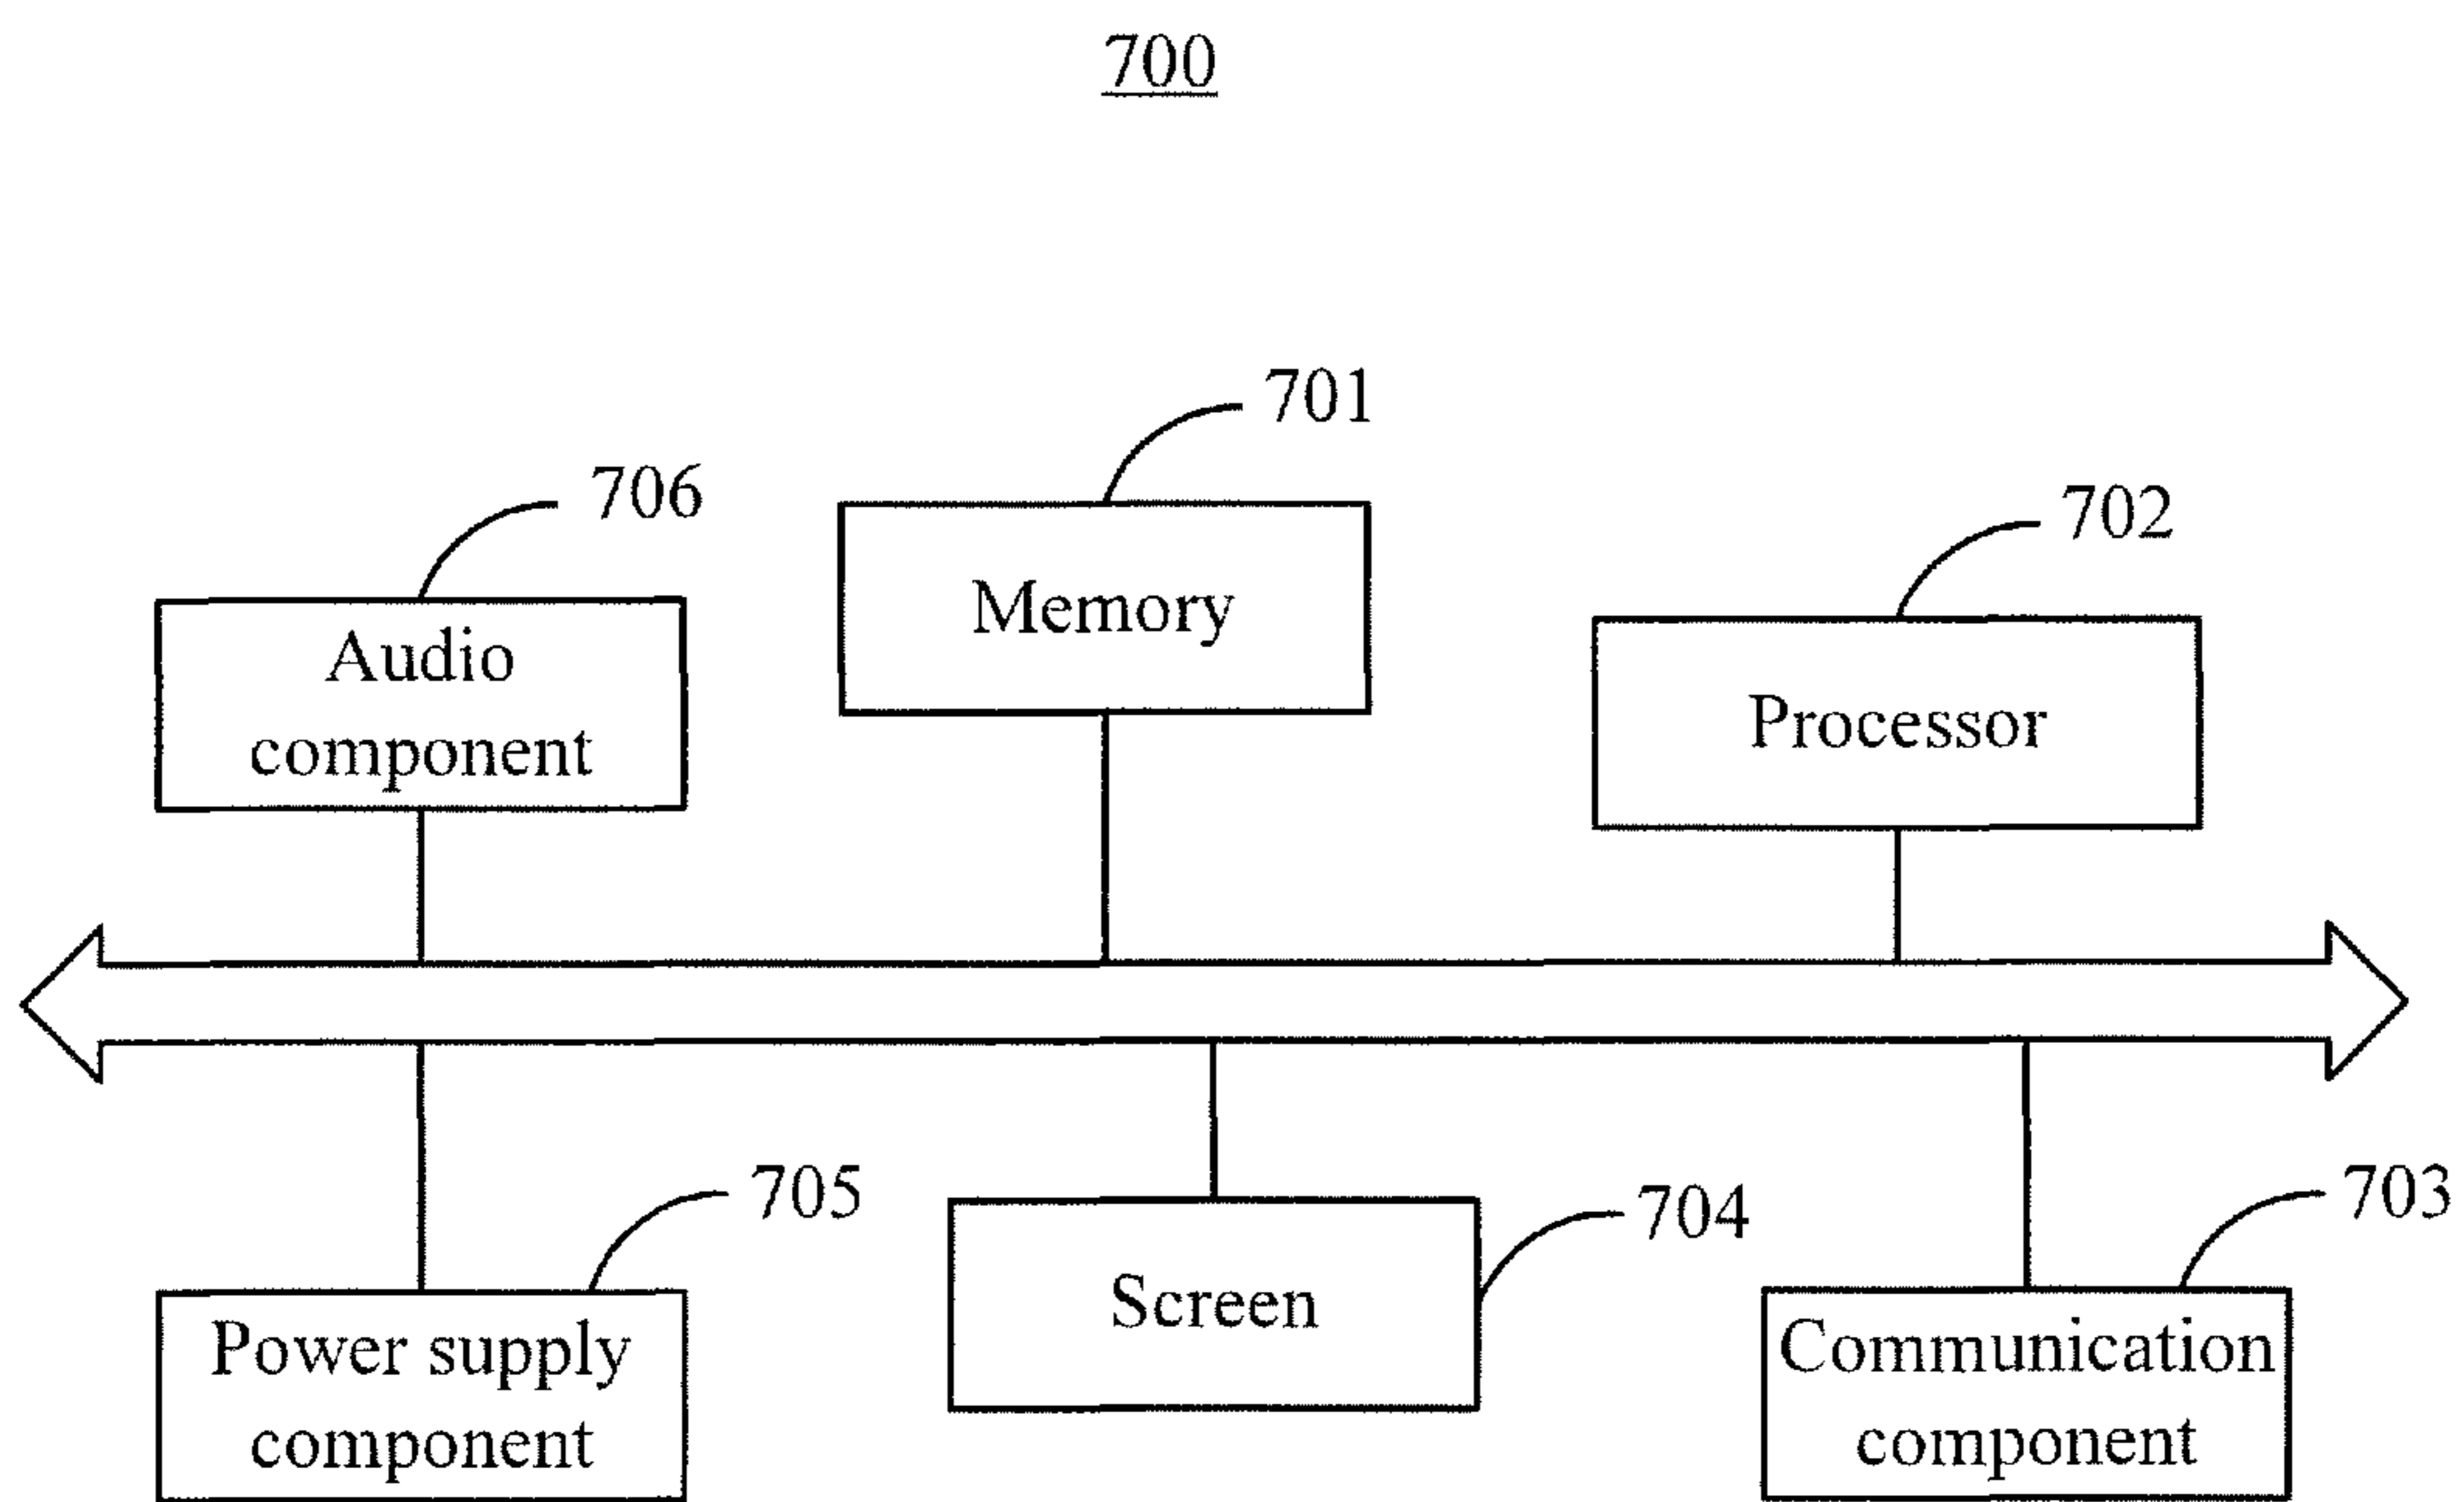 700
701
706
702
Memory
Audio
component
Processor
705
704
703
Screen
Power supply
component
Communication
component